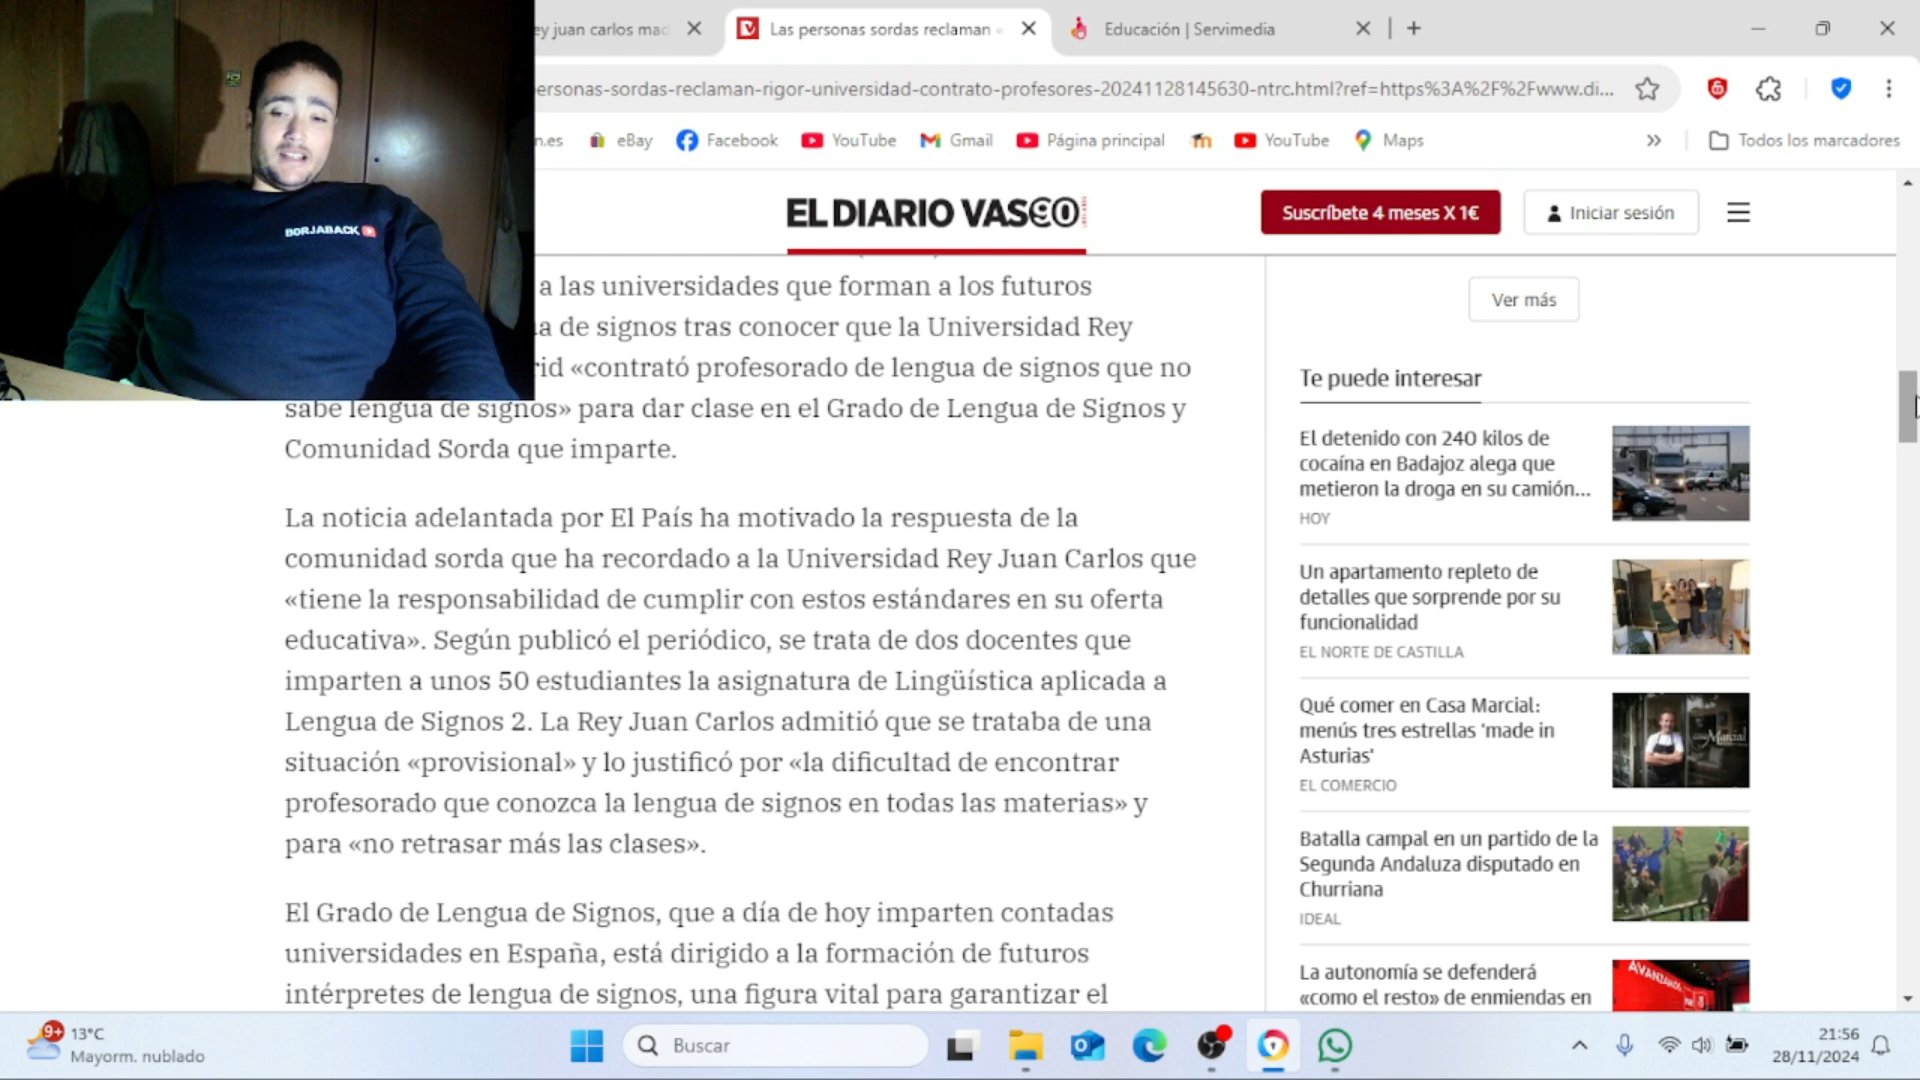 ey juan carlos mad
Las personas sordas reclaman «
Educación | Servimedia
ersonas-sordas-reclaman-rigor-universidad-contrato-profesores-20241128145630-ntrc.html?ref=https%3A%2F%2Fwww.di...
n.es
eBay
Facebook
YouTube
Gmail
Página principal
YouTube
Maps
»
Todos los marcadores
BORJABACK
EL DIARIO VASCO
90
Suscríbete 4 meses X 1€
Iniciar sesión
a las universidades que forman a los futuros
a de signos tras conocer que la Universidad Rey
rid «contrató profesorado de lengua de signos que no
sabe lengua de signos» para dar clase en el Grado de Lengua de Signos y
Comunidad Sorda que imparte.
La noticia adelantada por El País ha motivado la respuesta de la
comunidad sorda que ha recordado a la Universidad Rey Juan Carlos que
«tiene la responsabilidad de cumplir con estos estándares en su oferta
educativa». Según publicó el periódico, se trata de dos docentes que
imparten a unos 50 estudiantes la asignatura de Lingüística aplicada a
Lengua de Signos 2. La Rey Juan Carlos admitió que se trataba de una
situación «provisional» y lo justificó por «la dificultad de encontrar
profesorado que conozca la lengua de signos en todas las materias» y
para «no retrasar más las clases».
El Grado de Lengua de Signos, que a día de hoy imparten contadas
universidades en España, está dirigido a la formación de futuros
intérpretes de lengua de signos, una figura vital para garantizar el
Ver más
Te puede interesar
El detenido con 240 kilos de
cocaína en Badajoz alega que
metieron la droga en su camión...
HOY
Un apartamento repleto de
detalles que sorprende por su
funcionalidad
EL NORTE DE CASTILLA
Qué comer en Casa Marcial:
menús tres estrellas 'made in
Asturias'
EL COMERCIO
Marcial
Batalla campal en un partido de la
Segunda Andaluza disputado en
Churriana
IDEAL
La autonomía se defenderá
«como el resto» de enmiendas en
AVANZANDO
9+
13°C
Mayorm. nublado
Buscar
21:56
28/11/2024